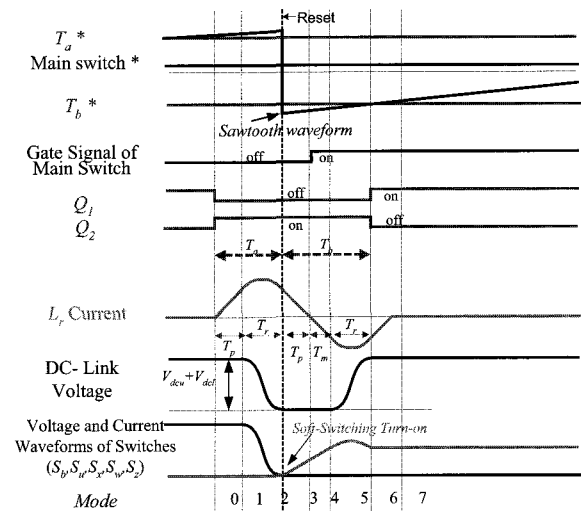 Reset
T_a *
Main switch *
T_b *
Sawtooth waveform
Gate Signal of
Main Switch
off on
Q_1
off on
Q_2
on off
T_a T_b
L_r Current
T_p T_r T_p T_m T_r
DC- Link
Voltage
V_dcu+V_dcl
Voltage and Current
Waveforms of Switches
(S_b,S_u,S_x,S_w,S_z)
Soft-Switching Turn-on
Mode 0 1 2 3 4 5 6 7